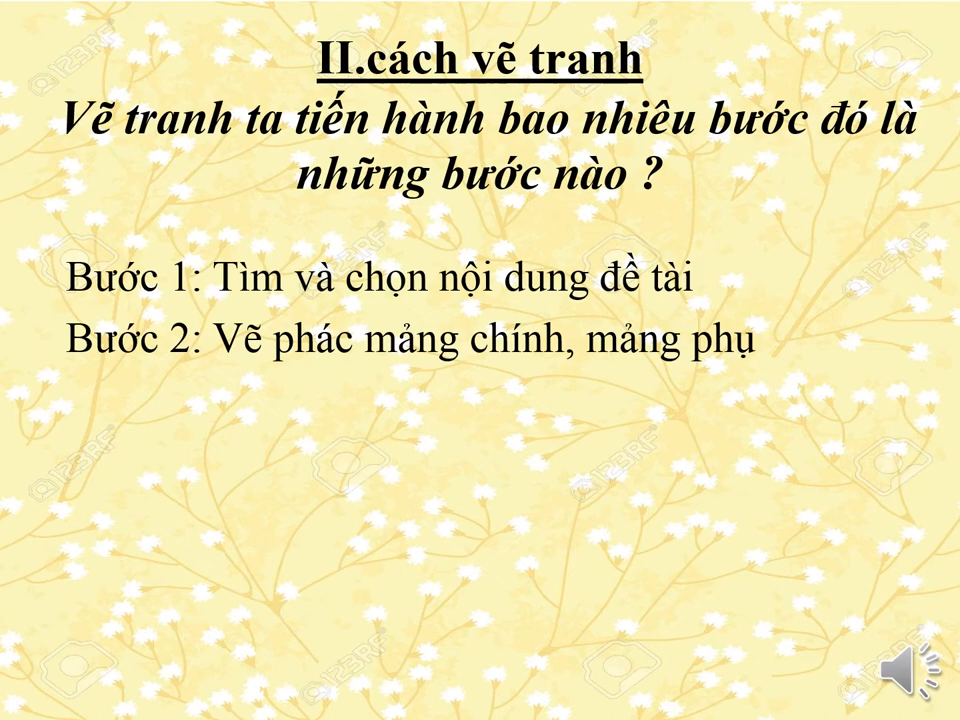 II.cách vẽ tranh
Vẽ tranh ta tiến hành bao nhiêu bước đó là
những bước nào ?
Bước 1: Tìm và chọn nội dung đề tài
Bước 2: Vẽ phác mảng chính, mảng phụ